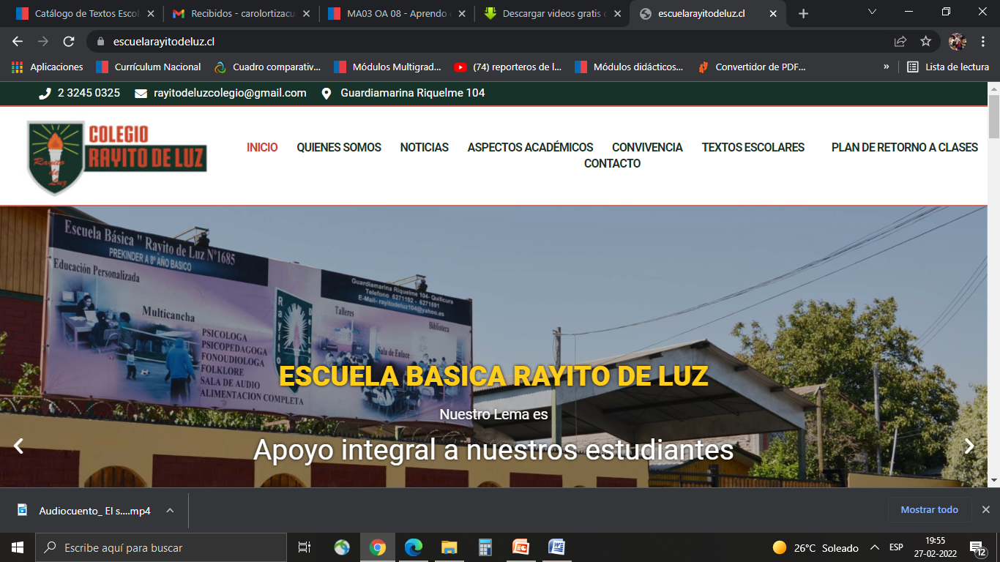 Catálogo de Textos Escol
Recibidos - carolortizacu
MA03 OA 08 - Aprendo e
Descargar videos gratis c
escuelarayitodeluz.cl
escuelarayitodeluz.cl
Aplicaciones
Currículum Nacional
Cuadro comparativ...
Módulos Multigrad...
(74) reporteros de l...
Módulos didácticos...
Convertidor de PDF...
»
Lista de lectura
2 3245 0325
rayitodeluzcolegio@gmail.com
Guardiamarina Riquelme 104
COLEGIO
RAYITO DE LUZ
Rayito
de
Luz
INICIO
QUIENES SOMOS
NOTICIAS
ASPECTOS ACADÉMICOS
CONVIVENCIA
TEXTOS ESCOLARES
PLAN DE RETORNO A CLASES
CONTACTO
Escuela Básica " Rayito de Luz Nº1685
PREKINDER A 8º AÑO BASICO
Educación Personalizada
Multicancha
PSICOLOGA
PSICOPEDAGOGA
FONOUDIOLOGA
FOLKLORE
SALA DE AUDIO
ALIMENTACION COMPLETA
Rayito
De Luz
Guardiamarina Riquelme 104- Quilicura
Telefono 6271192 - 6271591
E-Mail- rayitodeluz104@yahoo.es
Talleres
Biblioteca
Sala de Enlace
ESCUELA BASICA RAYITO DE LUZ
Nuestro Lema es
Apoyo integral a nuestros estudiantes
Audiocuento_ El s....mp4
Mostrar todo
Escribe aquí para buscar
26°C Soleado
ESP
19:55
27-02-2022
12